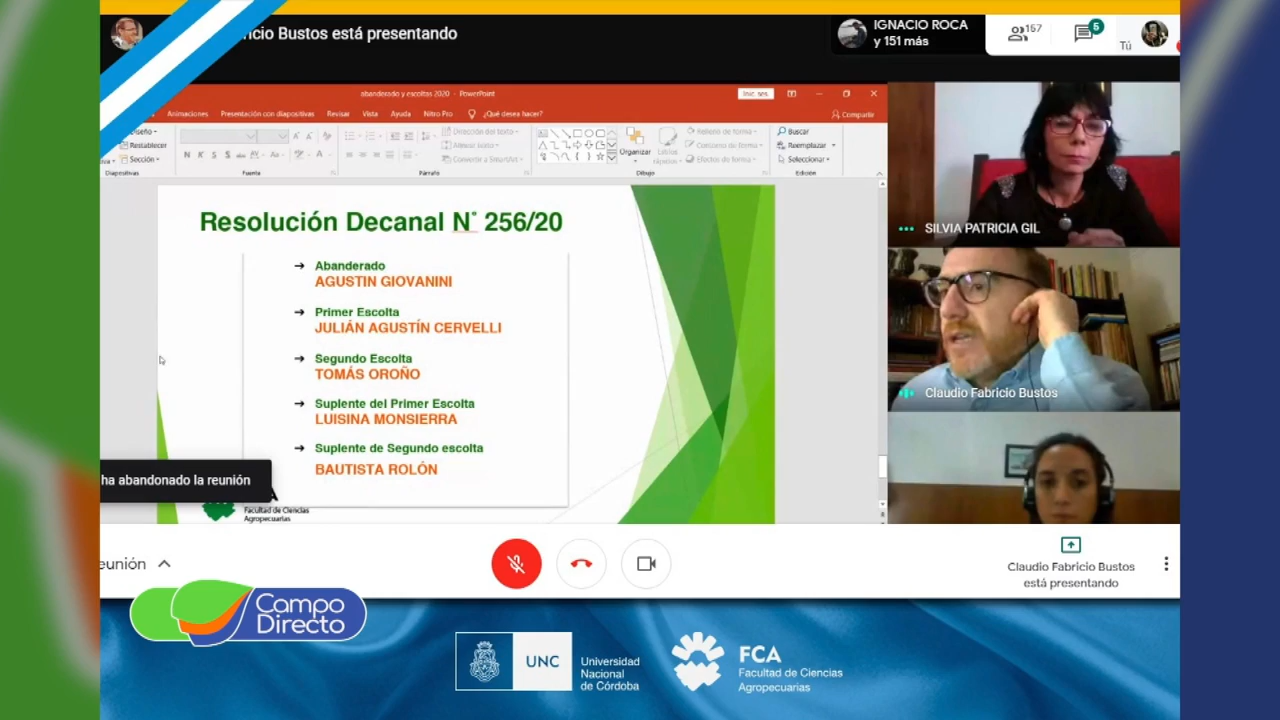 icio Bustos está presentando
IGNACIO ROCA
y 151 más
157
5
Tú
abanderado y escoltas 2020 - PowerPoint
Inic. ses.
Animaciones
Presentación con diapositivas
Revisar
Vista
Ayuda
Nitro Pro
¿Qué desea hacer?
Compartir
Diseño
Restablecer
Sección
Diapositivas
N K S S abc AV Aa A
Fuente
Dirección del texto
Alinear texto
Convertir a SmartArt
Párrafo
Organizar
Estilos
rápidos
Relleno de forma
Contorno de forma
Efectos de forma
Dibujo
Buscar
Reemplazar
Seleccionar
Edición
Resolución Decanal N° 256/20
➔ Abanderado
AGUSTIN GIOVANINI
➔ Primer Escolta
JULIÁN AGUSTÍN CERVELLI
➔ Segundo Escolta
TOMÁS OROÑO
➔ Suplente del Primer Escolta
LUISINA MONSIERRA
➔ Suplente de Segundo escolta
BAUTISTA ROLÓN
ha abandonado la reunión
A
Facultad de Ciencias
Agropecuarias
SILVIA PATRICIA GIL
Claudio Fabricio Bustos
eunión
Claudio Fabricio Bustos
está presentando
Campo
Directo
UNC
Universidad
Nacional
de Córdoba
FCA
Facultad de Ciencias
Agropecuarias